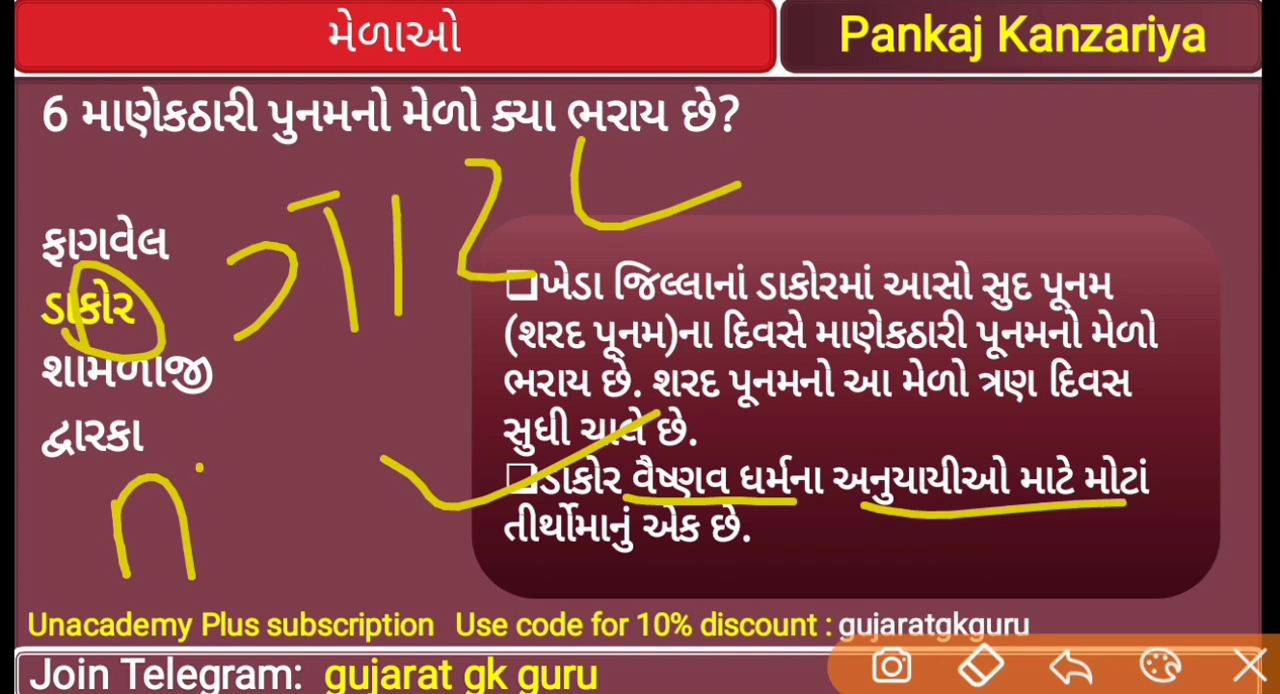 મેળાઓ
Pankaj Kanzariya
6 માણેકઠારી પુનમનો મેળો ક્યા ભરાય છે?
ફાગવેલ
ડાકોર
શામળાજી
દ્વારકા
❑ખેડા જિલ્લાનાં ડાકોરમાં આસો સુદ પૂનમ
(શરદ પૂનમ)ના દિવસે માણેકઠારી પૂનમનો મેળો
ભરાય છે. શરદ પૂનમનો આ મેળો ત્રણ દિવસ
સુધી ચાલે છે.
❑ડાકોર વૈષ્ણવ ધર્મના અનુયાયીઓ માટે મોટાં
તીર્થોમાનું એક છે.
Unacademy Plus subscription Use code for 10% discount : gujaratgkguru
Join Telegram: gujarat gk guru